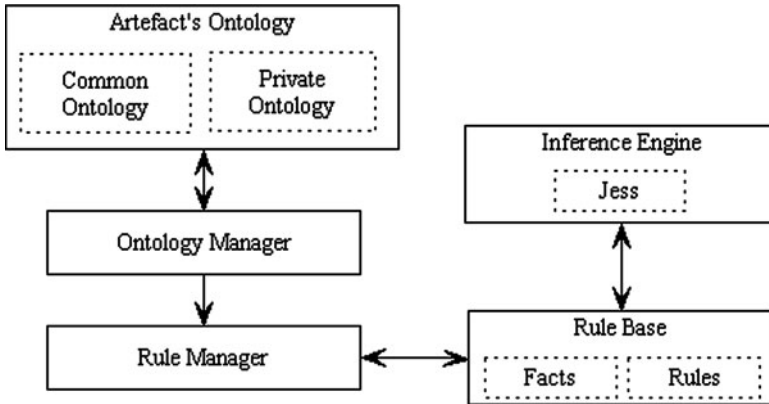 Artefact's Ontology
Common
Ontology
Private
Ontology
Inference Engine
Jess
Ontology Manager
Rule Manager
Rule Base
Facts
Rules